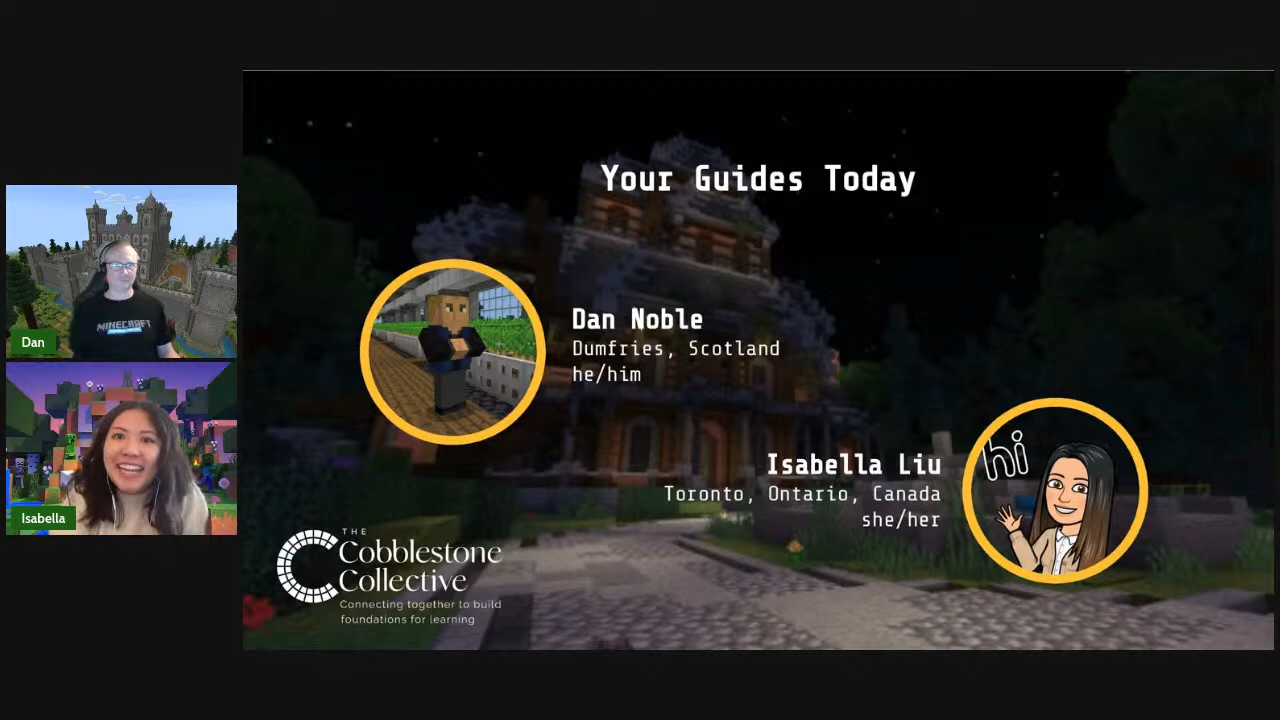 Your Guides Today
Dan Noble
Dumfries, Scotland
he/him
Isabella Liu
Toronto, Ontario, Canada
she/her
hi
THE
Cobblestone
Collective
Connecting together to build
foundations for learning
MINECRAFT
Dan
Isabella